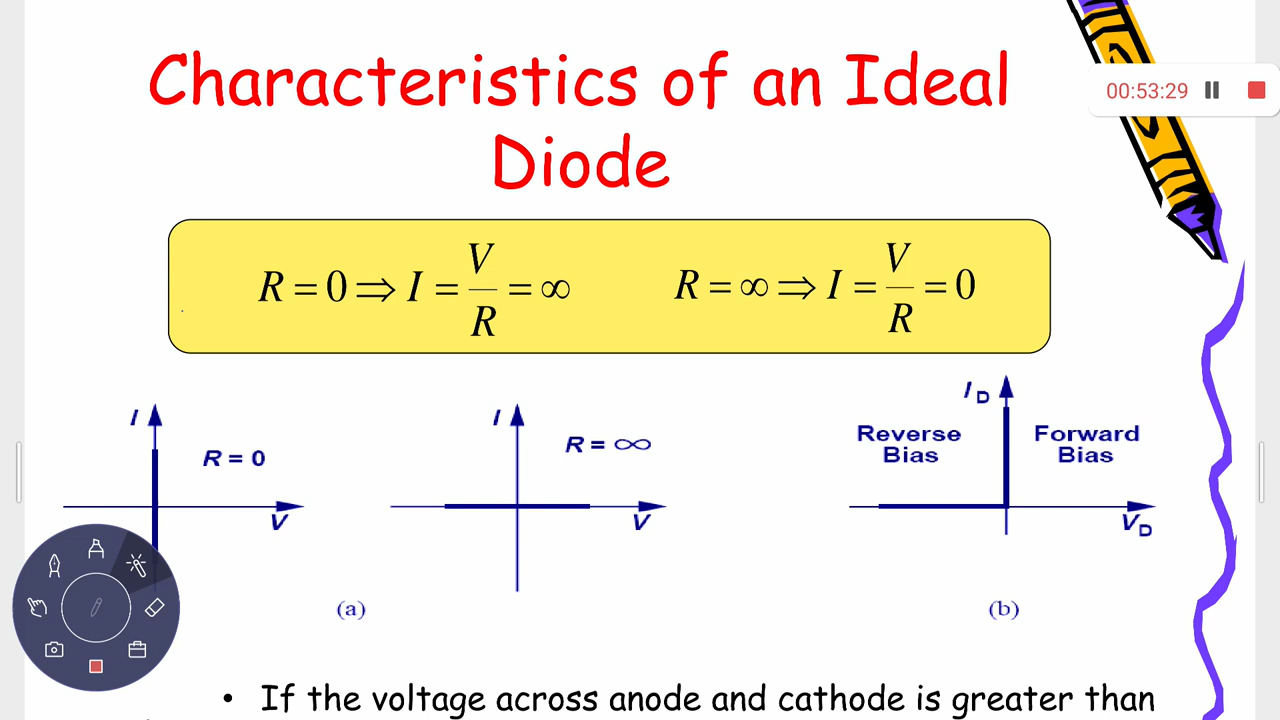 Characteristics of an Ideal
Diode
00:53:29
R = 0 ⇒ I = V/R = ∞
R = ∞ ⇒ I = V/R = 0
I
R = 0
V
I
R = ∞
V
(a)
I_D
Reverse
Bias
Forward
Bias
V_D
(b)
• If the voltage across anode and cathode is greater than